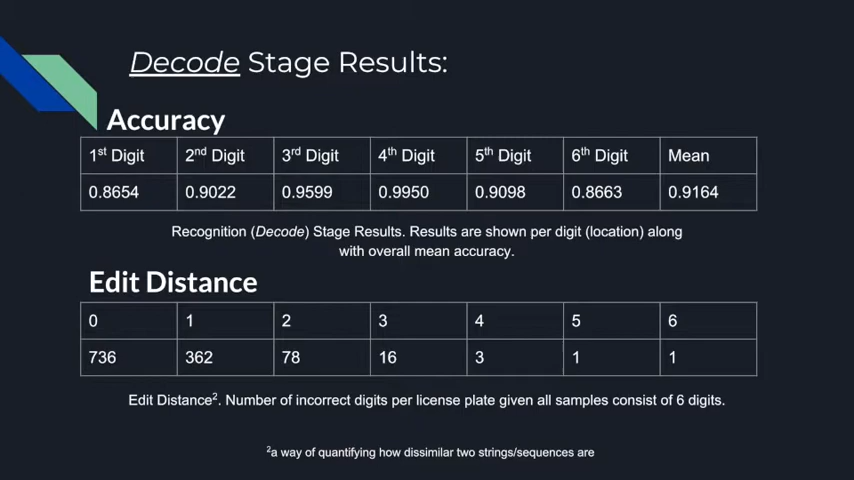 Decode Stage Results:
Accuracy
1st Digit 2nd Digit 3rd Digit 4th Digit 5th Digit 6th Digit Mean
0.8654 0.9022 0.9599 0.9950 0.9098 0.8663 0.9164
Recognition (Decode) Stage Results. Results are shown per digit (location) along
with overall mean accuracy.
Edit Distance
0 1 2 3 4 5 6
736 362 78 16 3 1 1
Edit Distance². Number of incorrect digits per license plate given all samples consist of 6 digits.
²a way of quantifying how dissimilar two strings/sequences are